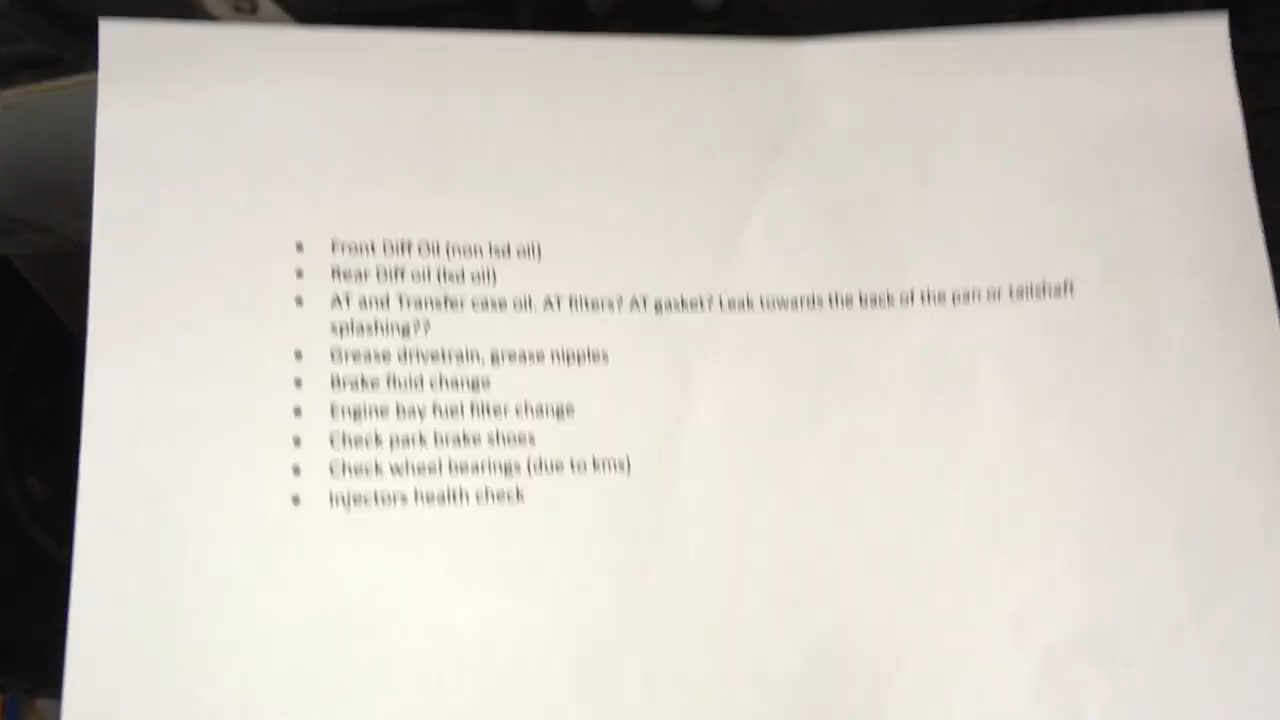 • Front Diff Oil (non lsd oil)
• Rear Diff oil (lsd oil)
• AT and Transfer case oil. AT filters? AT gasket? Leak towards the back of the pan or tailshaft
splashing??
• Grease drivetrain, grease nipples
• Brake fluid change
• Engine bay fuel filter change
• Check park brake shoes
• Check wheel bearings (due to kms)
• Injectors health check